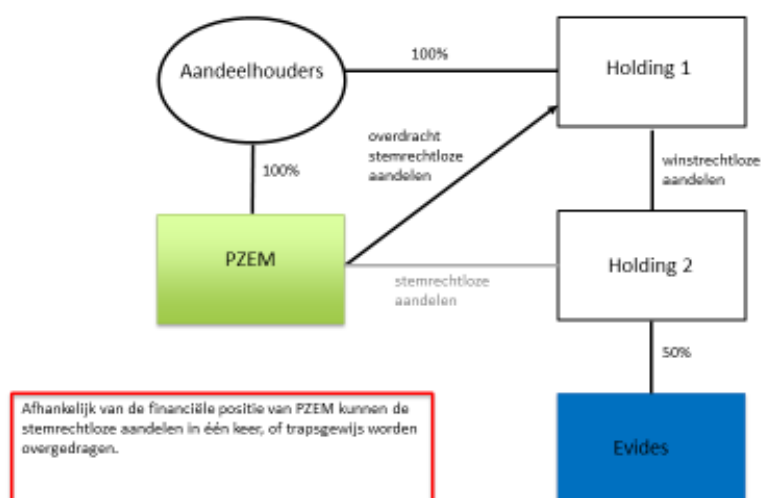 Aandeelhouders
100%
Holding 1
overdracht
stemrechtloze
aandelen
100%
winstrechtloze
aandelen
PZEM
stemrechtloze
aandelen
Holding 2
50%
Afhankelijk van de financiële positie van PZEM kunnen de
stemrechtloze aandelen in één keer, of trapsgewijs worden
overgedragen.
Evides